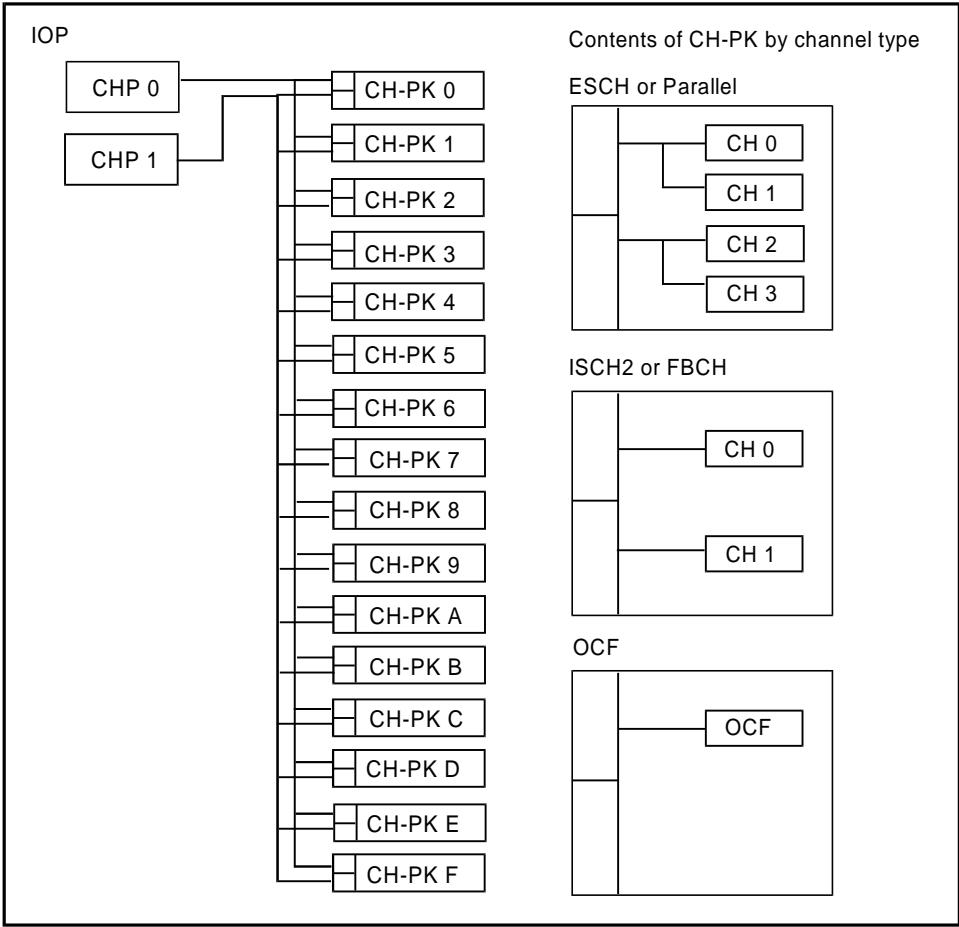 IOP
CHP 0
CHP 1
CH-PK 0
CH-PK 1
CH-PK 2
CH-PK 3
CH-PK 4
CH-PK 5
CH-PK 6
CH-PK 7
CH-PK 8
CH-PK 9
CH-PK A
CH-PK B
CH-PK C
CH-PK D
CH-PK E
CH-PK F
Contents of CH-PK by channel type
ESCH or Parallel
CH 0
CH 1
CH 2
CH 3
ISCH2 or FBCH
CH 0
CH 1
OCF
OCF